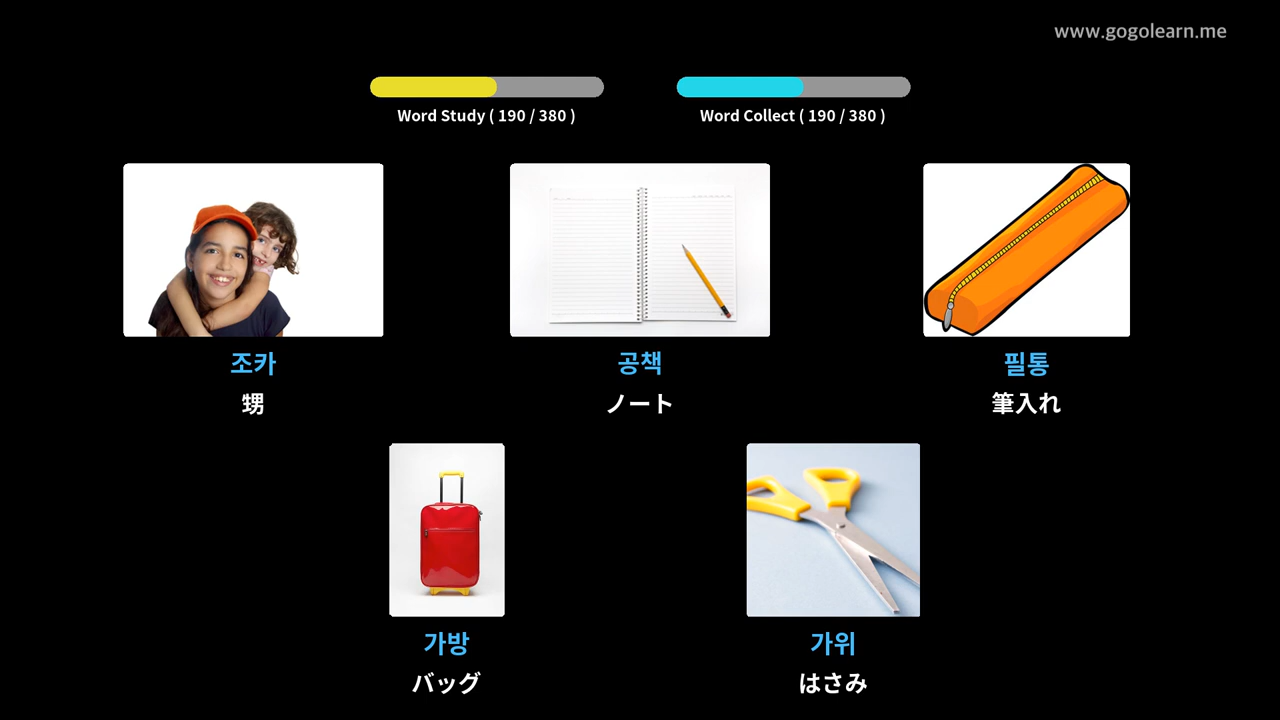 www.gogolearn.me
Word Study ( 190 / 380 )
Word Collect ( 190 / 380 )
조카
甥
공책
ノート
필통
筆入れ
가방
バッグ
가위
はさみ